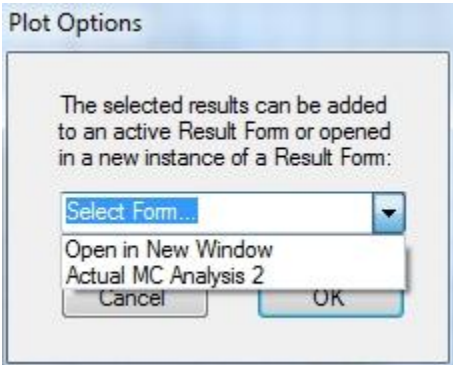 Plot Options
The selected results can be added
to an active Result Form or opened
in a new instance of a Result Form:
Select Form...
Open in New Window
Actual MC Analysis 2
Cancel OK